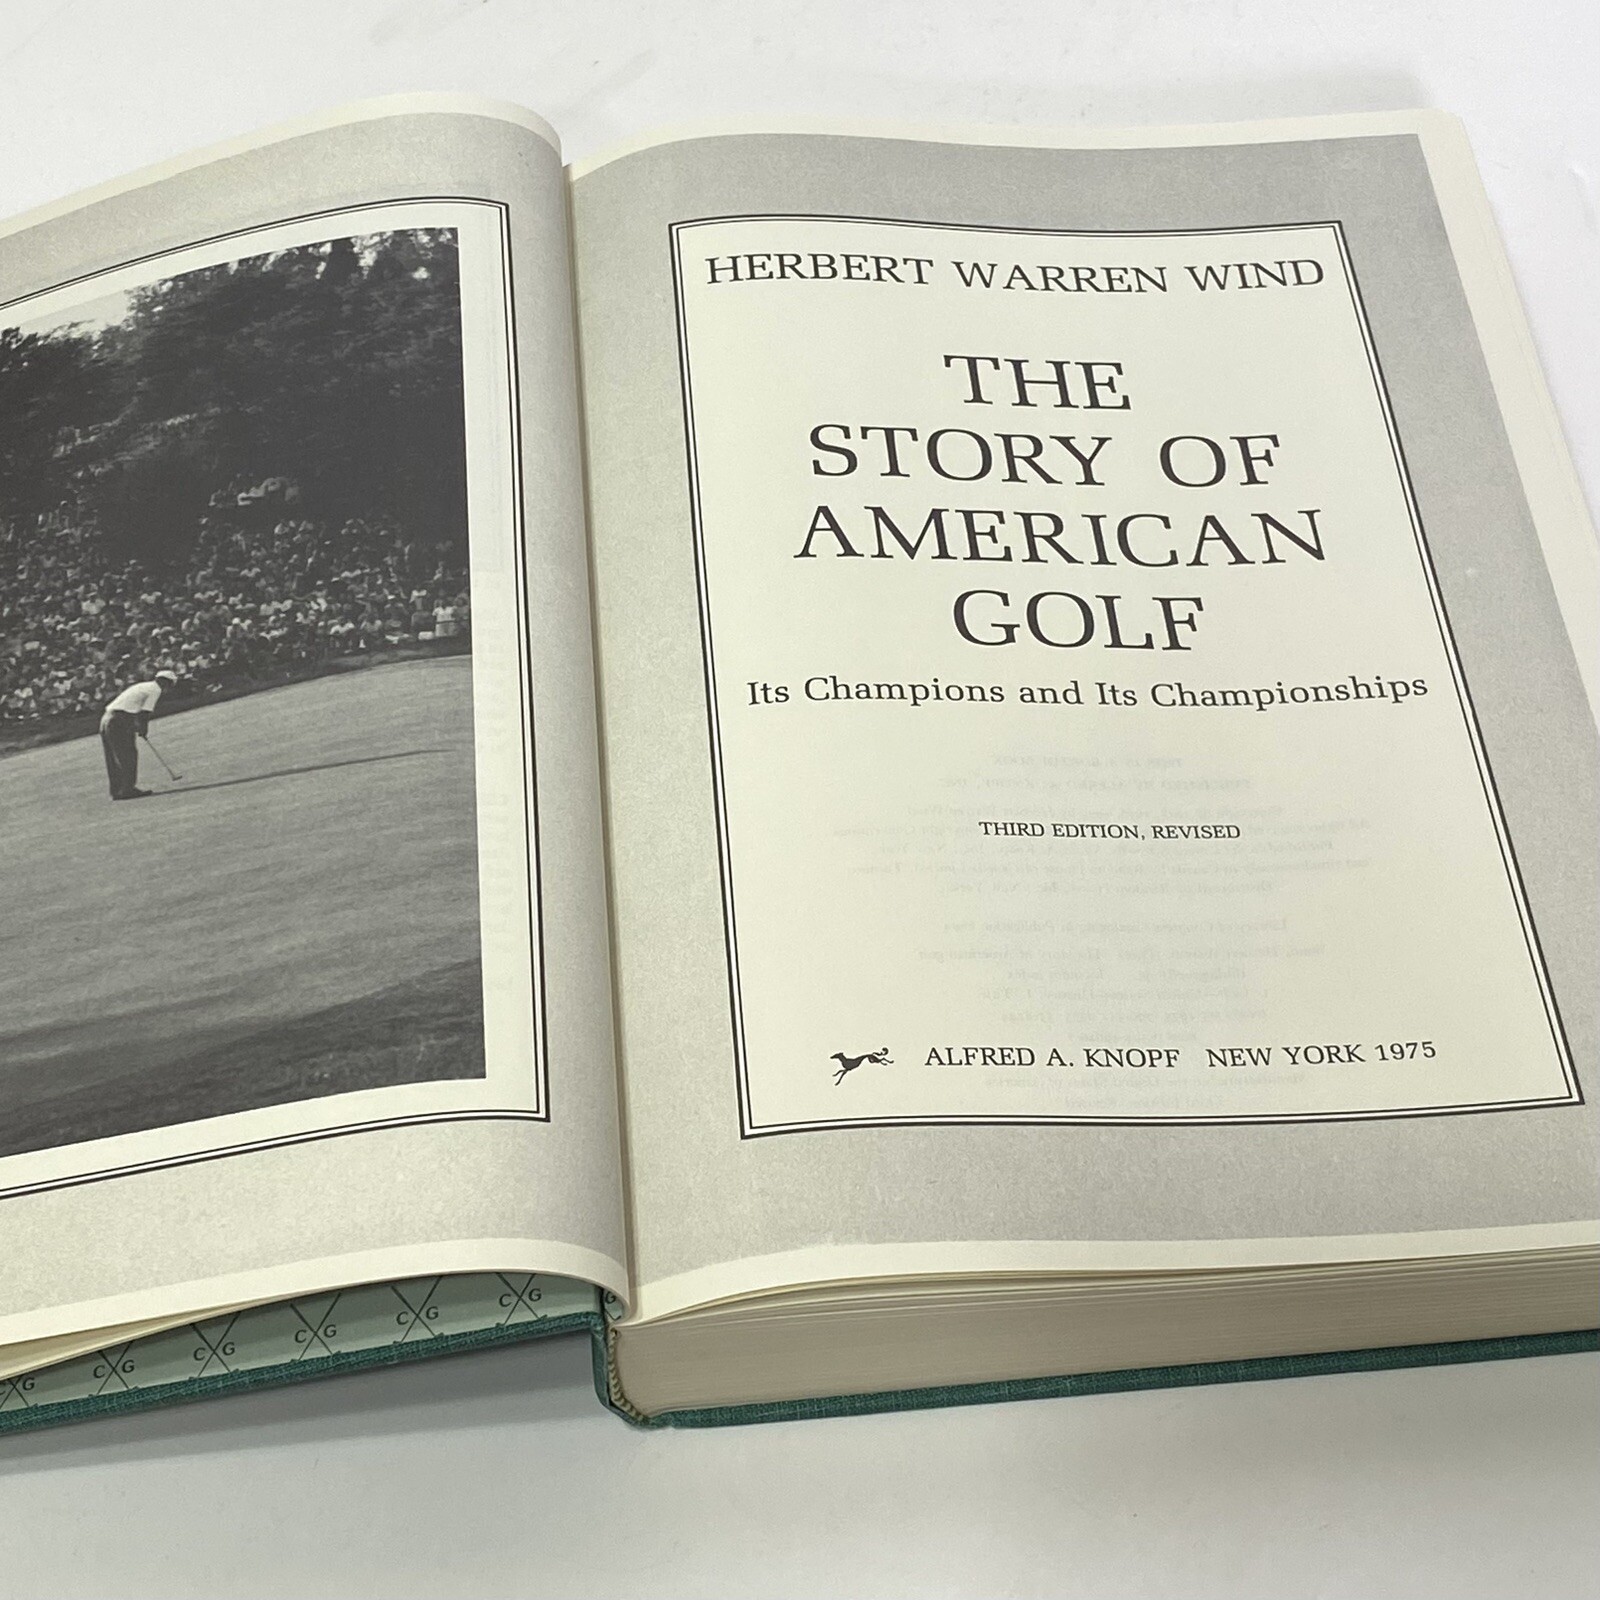 HERBERT WARREN WIND
THE
STORY OF
AMERICAN
GOLF
Its Champions and Its Championships
THIRD EDITION, REVISED
ALFRED A. KNOPF NEW YORK 1975
C G
C G
C G
C G
C G